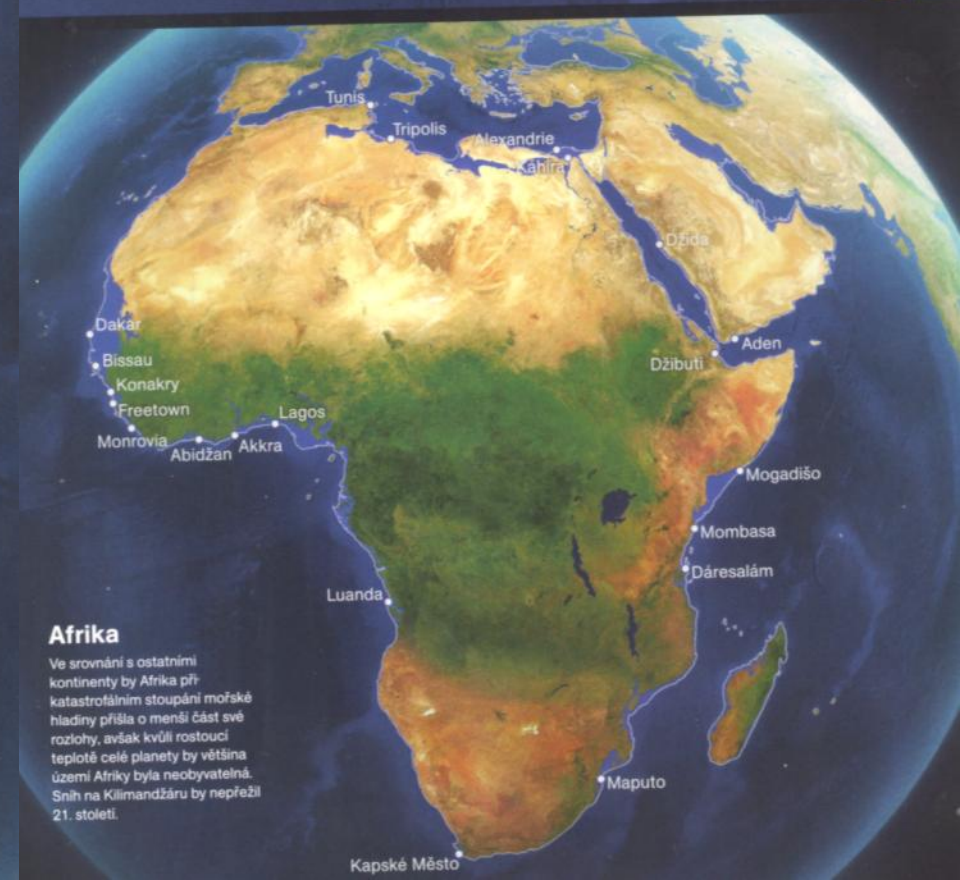 Tunis
Tripolis
Alexandrie
Káhira
Džida
Dakar
Aden
Džibuti
Bissau
Konakry
Freetown
Lagos
Monrovia
Abidžan
Akkra
Mogadišo
Mombasa
Dáresalám
Luanda
Afrika
Ve srovnání s ostatními
kontinenty by Afrika při
katastrofálním stoupání mořské
hladiny přišla o menší část své
rozlohy, avšak kvůli rostoucí
teplotě celé planety by většina
území Afriky byla neobyvatelná.
Sníh na Kilimandžáru by nepřežil
21. století.
Maputo
Kapské Město